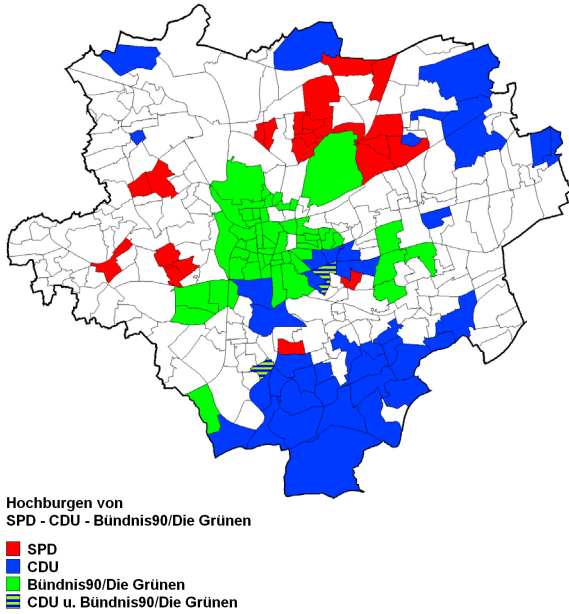 Hochburgen von
SPD - CDU - Bündnis90/Die Grünen
SPD
CDU
Bündnis90/Die Grünen
CDU u. Bündnis90/Die Grünen